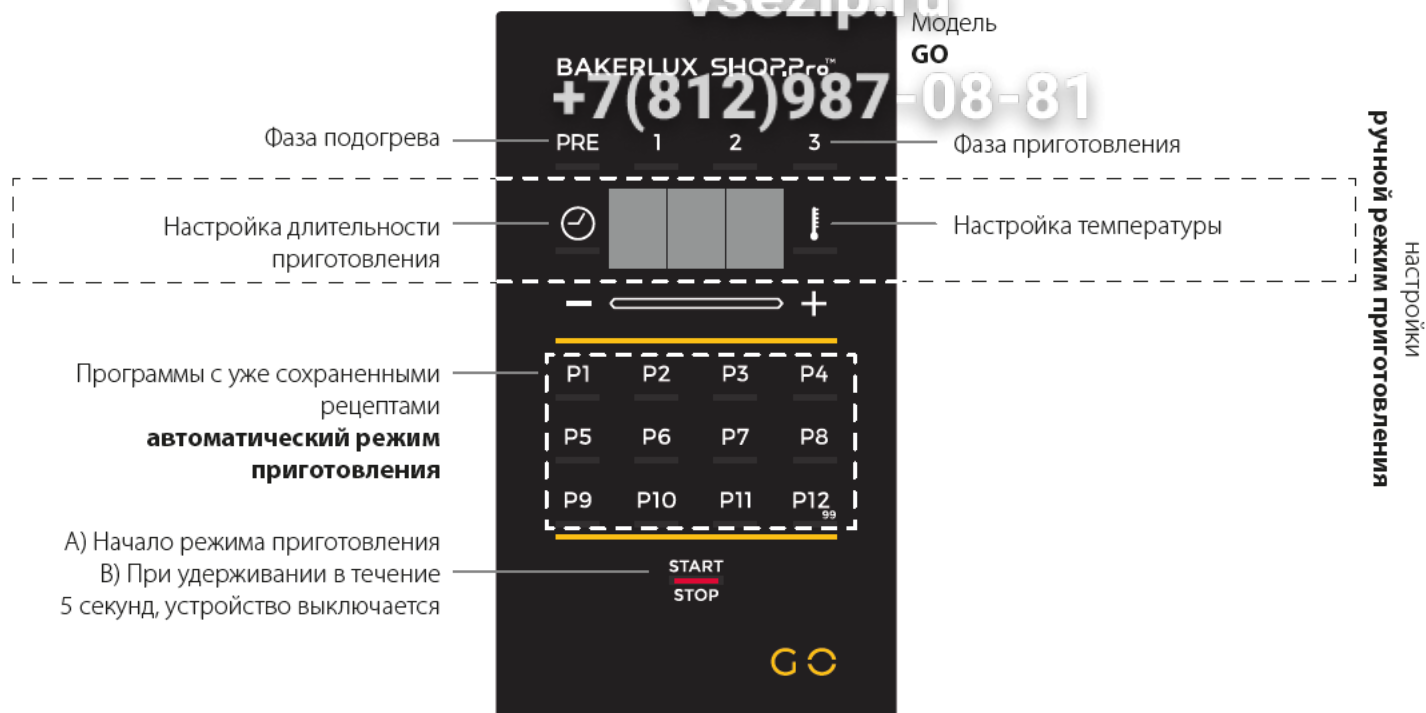 vsezip.ru
Модель
GO
BAKERLUX SHOP.Pro™
+7(812)987-08-81
Фаза подогрева
PRE 1 2 3
Фаза приготовления
Настройка длительности
приготовления
Настройка температуры
настройки
ручной режим приготовления
Программы с уже сохраненными
рецептами
автоматический режим
приготовления
P1 P2 P3 P4
P5 P6 P7 P8
P9 P10 P11 P12
99
А) Начало режима приготовления
В) При удерживании в течение
5 секунд, устройство выключается
START
STOP
GO